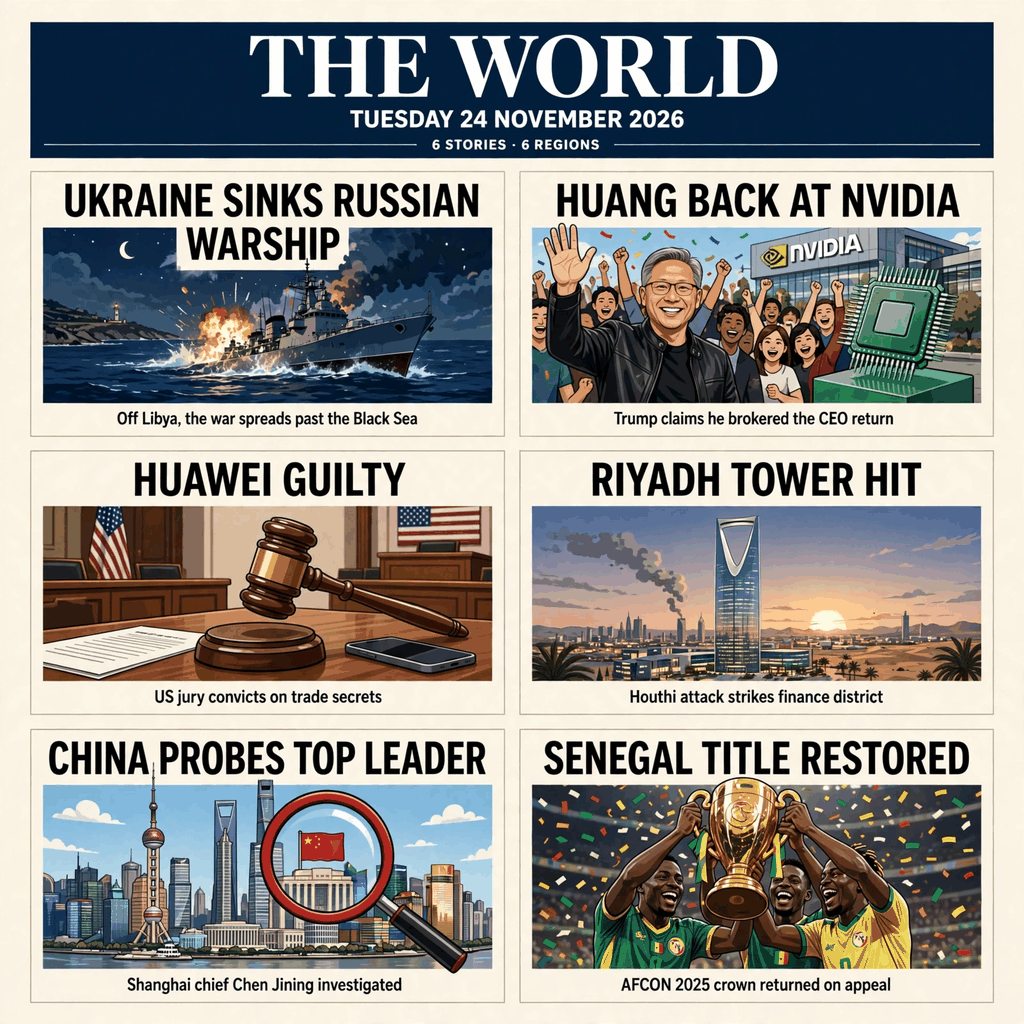 THE WORLD
TUESDAY 24 NOVEMBER 2026
6 STORIES · 6 REGIONS
UKRAINE SINKS RUSSIAN
WARSHIP
Off Libya, the war spreads past the Black Sea
HUANG BACK AT NVIDIA
NVIDIA
Trump claims he brokered the CEO return
HUAWEI GUILTY
US jury convicts on trade secrets
RIYADH TOWER HIT
Houthi attack strikes finance district
CHINA PROBES TOP LEADER
Shanghai chief Chen Jining investigated
SENEGAL TITLE RESTORED
AFCON 2025 crown returned on appeal